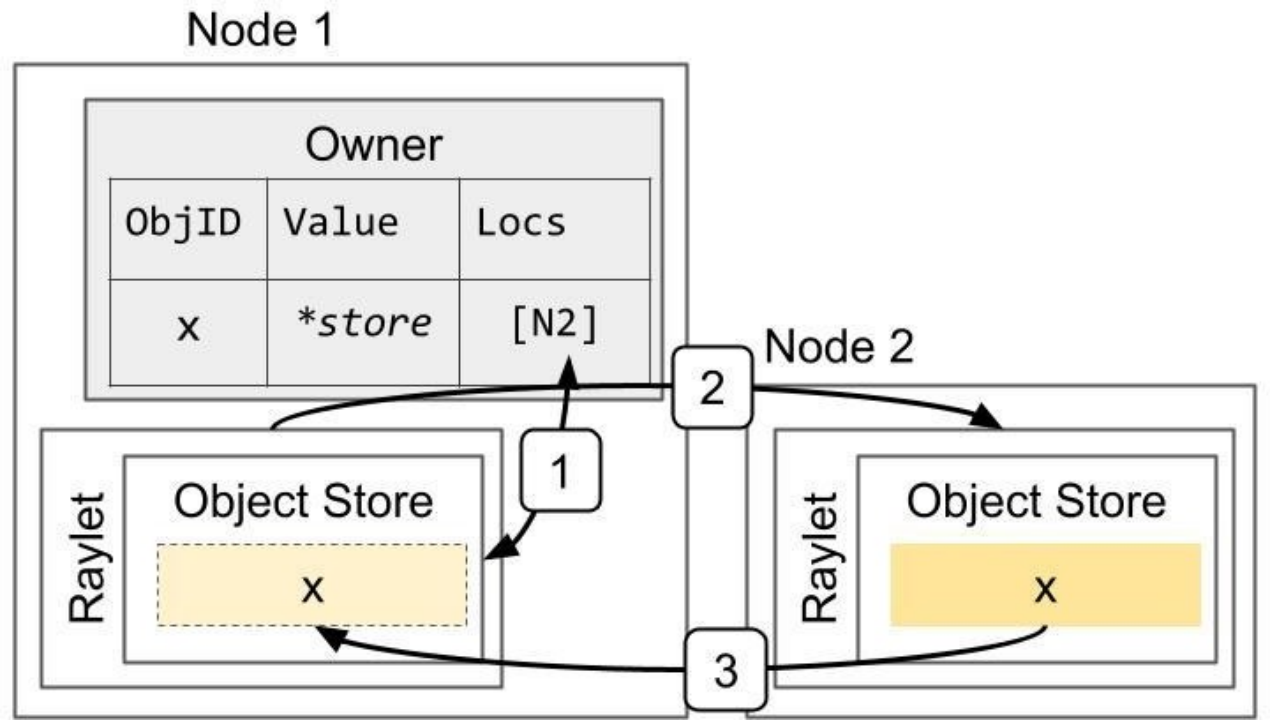 Node 1
Owner
ObjID Value Locs
x *store [N2]
Node 2
2
1
Raylet
Object Store
x
Raylet
Object Store
x
3